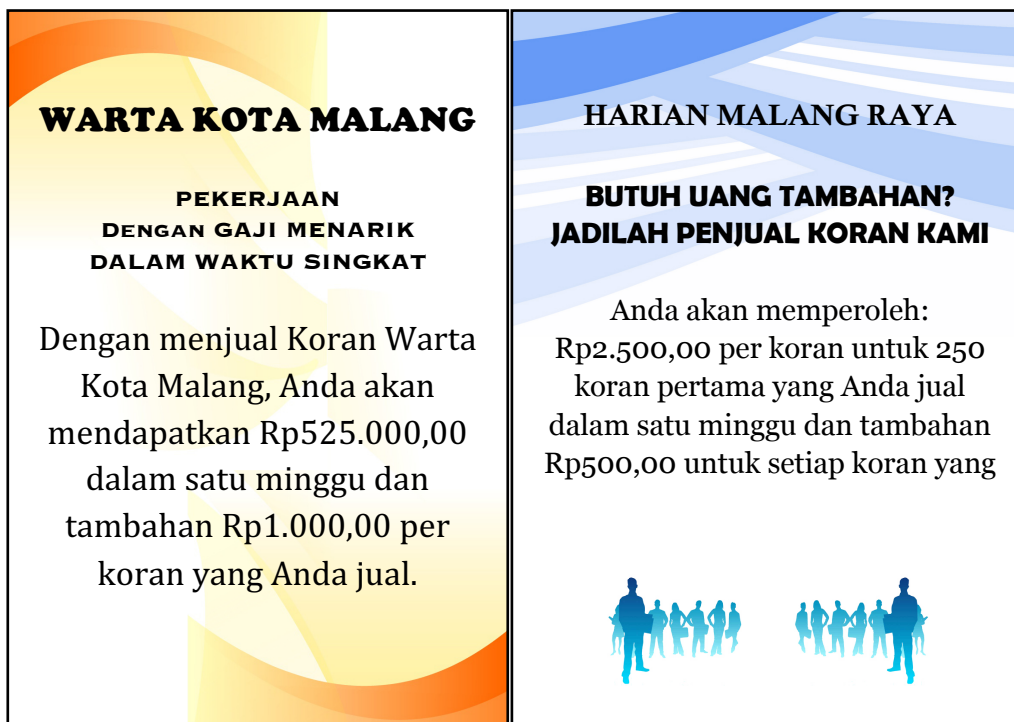 WARTA KOTA MALANG
PEKERJAAN
DENGAN GAJI MENARIK
DALAM WAKTU SINGKAT
Dengan menjual Koran Warta
Kota Malang, Anda akan
mendapatkan Rp525.000,00
dalam satu minggu dan
tambahan Rp1.000,00 per
koran yang Anda jual.
HARIAN MALANG RAYA
BUTUH UANG TAMBAHAN?
JADILAH PENJUAL KORAN KAMI
Anda akan memperoleh:
Rp2.500,00 per koran untuk 250
koran pertama yang Anda jual
dalam satu minggu dan tambahan
Rp500,00 untuk setiap koran yang